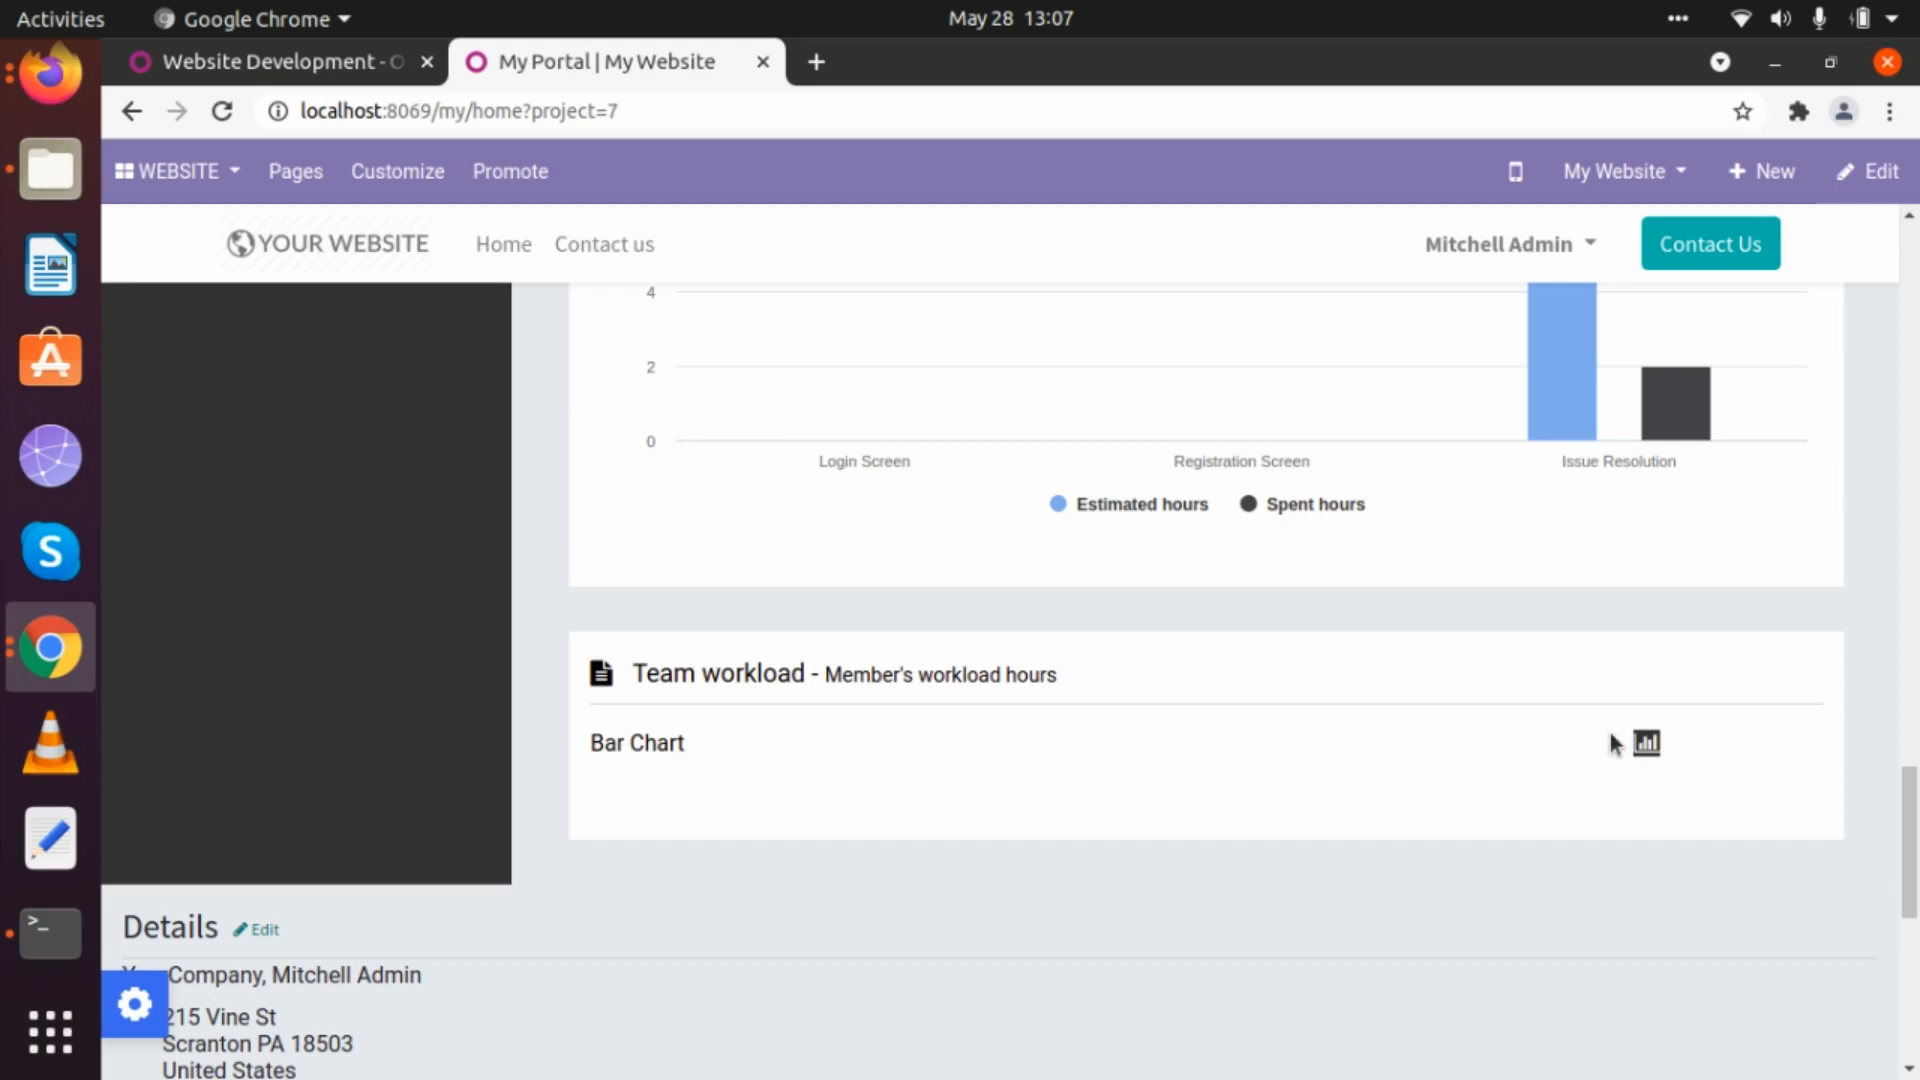 Activities
Google Chrome
May 28 13:07
Website Development - O
My Portal | My Website
localhost:8069/my/home?project=7
WEBSITE
Pages
Customize
Promote
My Website
New
Edit
YOUR WEBSITE
Home
Contact us
Mitchell Admin
Contact Us
4
2
0
Login Screen
Registration Screen
Issue Resolution
Estimated hours
Spent hours
Team workload - Member's workload hours
Bar Chart
Details
Edit
Company, Mitchell Admin
215 Vine St
Scranton PA 18503
United States